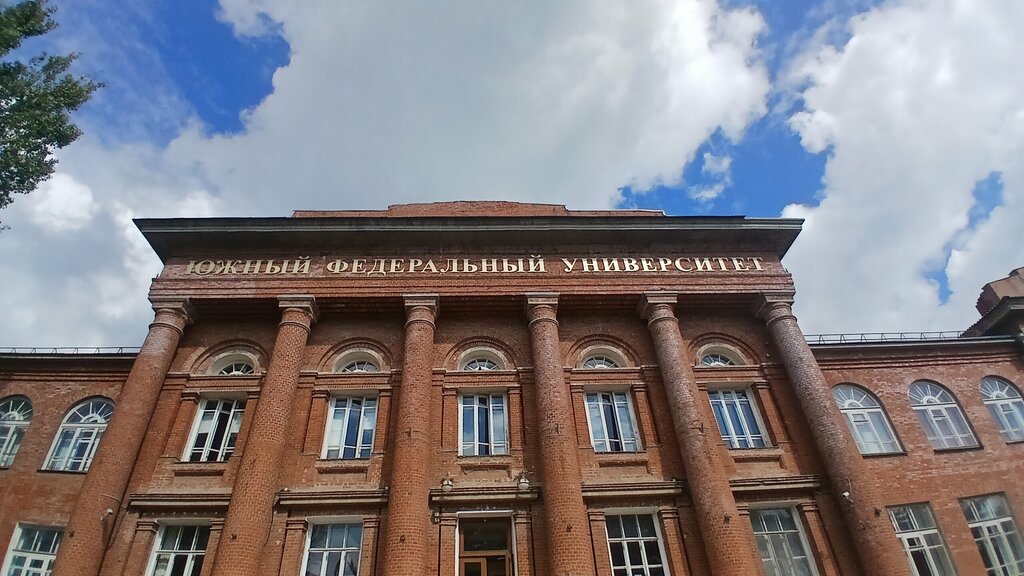 ЮЖНЫЙ ФЕДЕРАЛЬНЫЙ УНИВЕРСИТЕТ